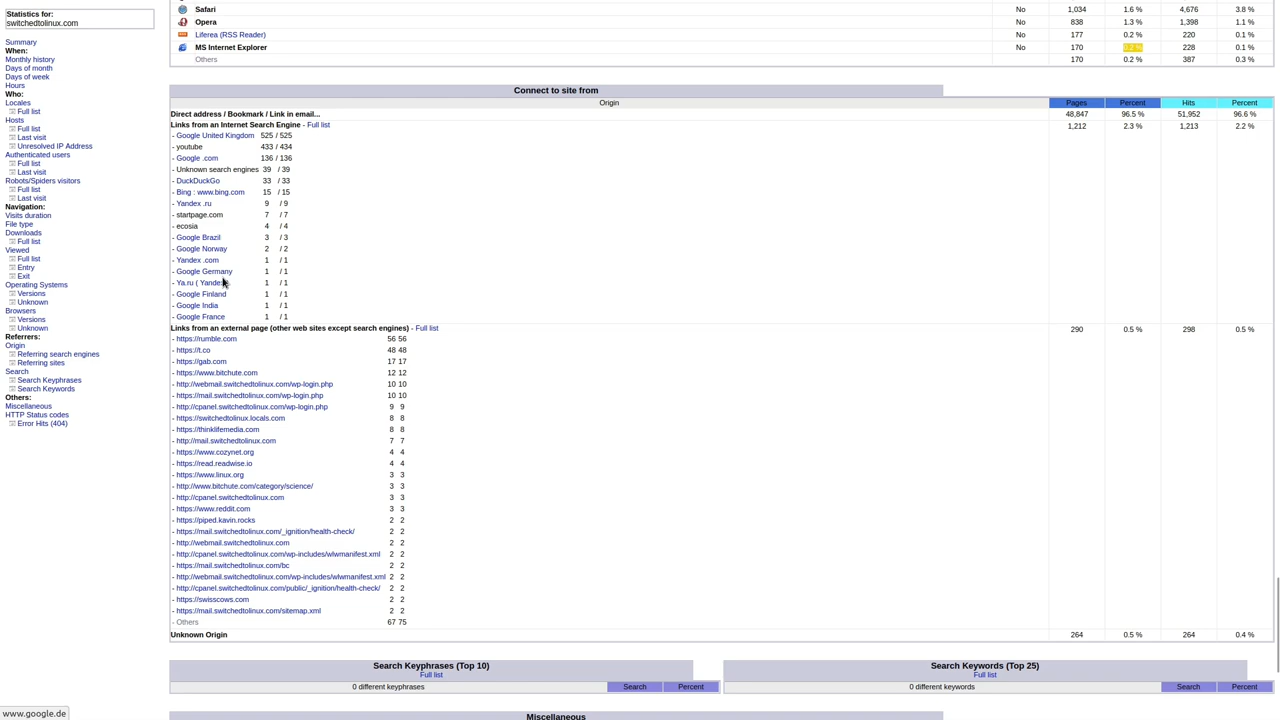 Statistics for:
switchedtolinux.com
Summary
When:
Monthly history
Days of month
Days of week
Hours
Who:
Locales
Full list
Hosts
Full list
Last visit
Unresolved IP Address
Authenticated users
Full list
Last visit
Robots/Spiders visitors
Full list
Last visit
Navigation:
Visits duration
File type
Downloads
Full list
Viewed
Full list
Entry
Exit
Operating Systems
Versions
Unknown
Browsers
Versions
Unknown
Referrers:
Origin
Referring search engines
Referring sites
Search
Search Keyphrases
Search Keywords
Others:
Miscellaneous
HTTP Status codes
Error Hits (404)
Safari No 1,034 1.6 % 4,676 3.8 %
Opera No 838 1.3 % 1,398 1.1 %
Liferea (RSS Reader) No 177 0.2 % 220 0.1 %
MS Internet Explorer No 170 0.2 % 228 0.1 %
Others 170 0.2 % 387 0.3 %
Connect to site from
Origin Pages Percent Hits Percent
Direct address / Bookmark / Link in email... 48,847 96.5 % 51,952 96.6 %
Links from an Internet Search Engine - Full list 1,212 2.3 % 1,213 2.2 %
- Google United Kingdom 525 / 525
- youtube 433 / 434
- Google .com 136 / 136
- Unknown search engines 39 / 39
- DuckDuckGo 33 / 33
- Bing : www.bing.com 15 / 15
- Yandex .ru 9 / 9
- startpage.com 7 / 7
- ecosia 4 / 4
- Google Brazil 3 / 3
- Google Norway 2 / 2
- Yandex .com 1 / 1
- Google Germany 1 / 1
- Ya.ru ( Yande 1 / 1
- Google Finland 1 / 1
- Google India 1 / 1
- Google France 1 / 1
Links from an external page (other web sites except search engines) - Full list 290 0.5 % 298 0.5 %
- https://rumble.com 56 56
- https://t.co 48 48
- https://gab.com 17 17
- https://www.bitchute.com 12 12
- http://webmail.switchedtolinux.com/wp-login.php 10 10
- https://mail.switchedtolinux.com/wp-login.php 10 10
- http://cpanel.switchedtolinux.com/wp-login.php 9 9
- https://switchedtolinux.locals.com 8 8
- https://thinklifemedia.com 8 8
- http://mail.switchedtolinux.com 7 7
- https://www.cozynet.org 4 4
- https://read.readwise.io 4 4
- https://www.linux.org 3 3
- http://www.bitchute.com/category/science/ 3 3
- http://cpanel.switchedtolinux.com 3 3
- https://www.reddit.com 3 3
- https://piped.kavin.rocks 2 2
- https://mail.switchedtolinux.com/_ignition/health-check/ 2 2
- http://webmail.switchedtolinux.com 2 2
- http://cpanel.switchedtolinux.com/wp-includes/wlwmanifest.xml 2 2
- https://mail.switchedtolinux.com/bc 2 2
- http://webmail.switchedtolinux.com/wp-includes/wlwmanifest.xml 2 2
- http://cpanel.switchedtolinux.com/public/_ignition/health-check/ 2 2
- https://swisscows.com 2 2
- https://mail.switchedtolinux.com/sitemap.xml 2 2
- Others 67 75
Unknown Origin 264 0.5 % 264 0.4 %
Search Keyphrases (Top 10)
Full list
0 different keyphrases Search Percent
Search Keywords (Top 25)
Full list
0 different keywords Search Percent
Miscellaneous
www.google.de